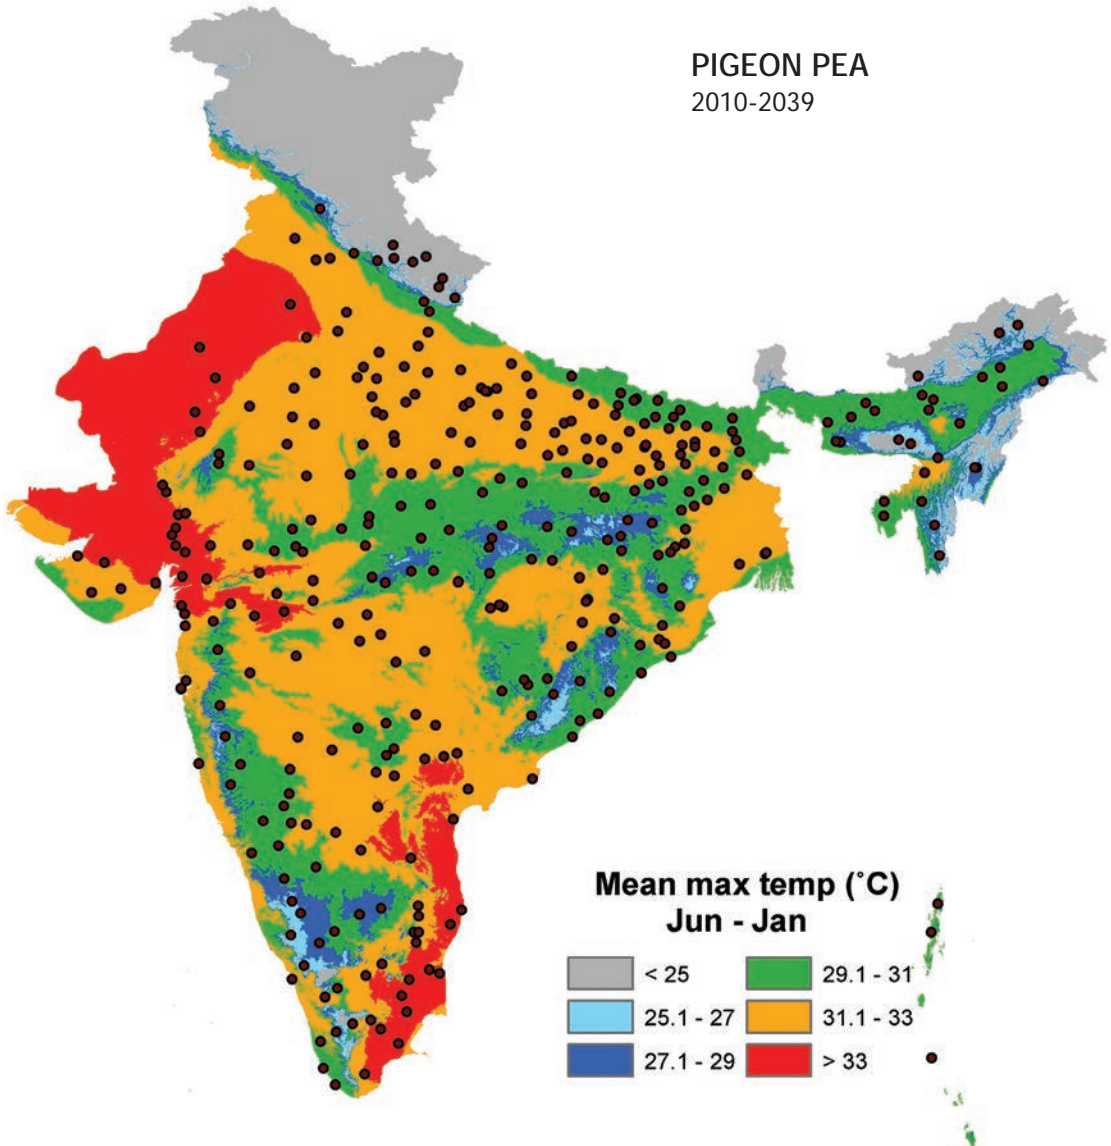 PIGEON PEA
2010-2039
Mean max temp (˚C)
Jun - Jan
< 25
29.1 - 31
25.1 - 27
31.1 - 33
27.1 - 29
> 33